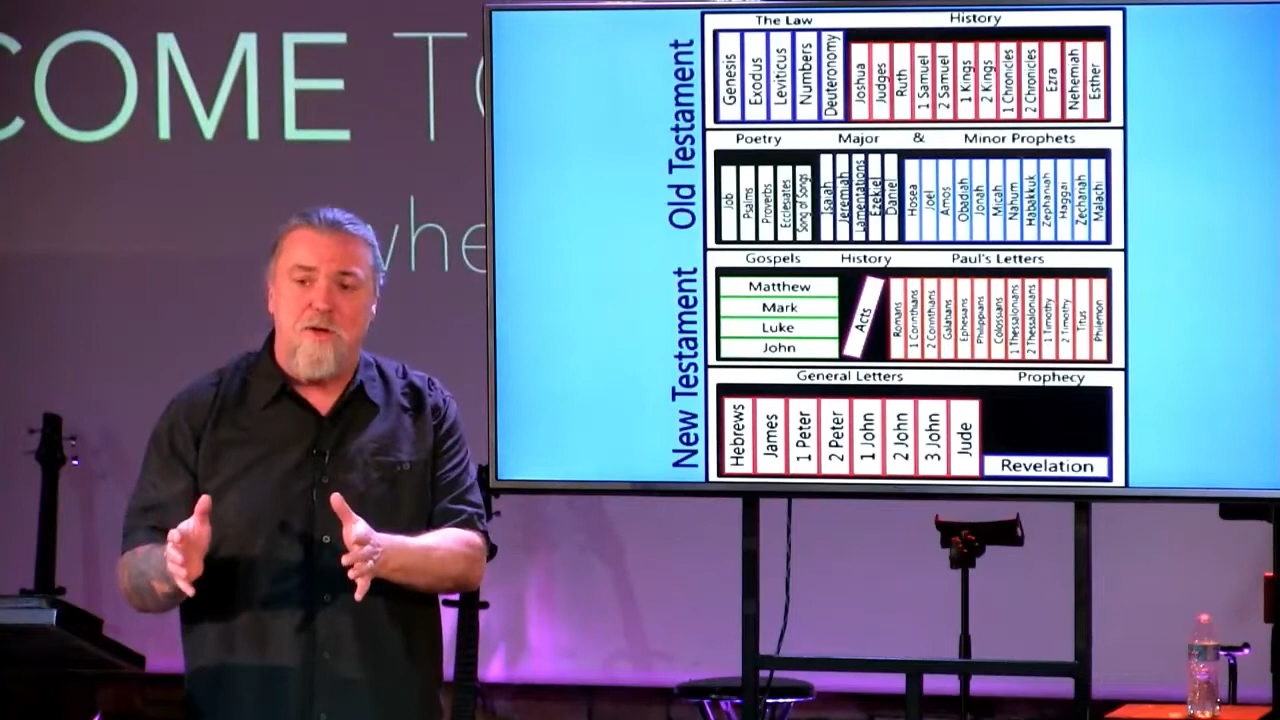 COME TO
whe
The Law History
Genesis
Exodus
Leviticus
Numbers
Deuteronomy
Joshua
Judges
Ruth
1 Samuel
2 Samuel
1 Kings
2 Kings
1 Chronicles
2 Chronicles
Ezra
Nehemiah
Esther
Old Testament
Poetry Major & Minor Prophets
Job
Psalms
Proverbs
Ecclesiates
Song of Songs
Isaiah
Jeremiah
Lamentations
Ezekiel
Daniel
Hosea
Joel
Amos
Obadiah
Jonah
Micah
Nahum
Habakkuk
Zephaniah
Haggai
Zechariah
Malachi
New Testament
Gospels History Paul's Letters
Matthew
Mark
Luke
John
Acts
Romans
1 Corinthians
2 Corinthians
Galatians
Ephesians
Philippians
Colossians
1 Thessalonians
2 Thessalonians
1 Timothy
2 Timothy
Titus
Philemon
General Letters Prophecy
Hebrews
James
1 Peter
2 Peter
1 John
2 John
3 John
Jude
Revelation